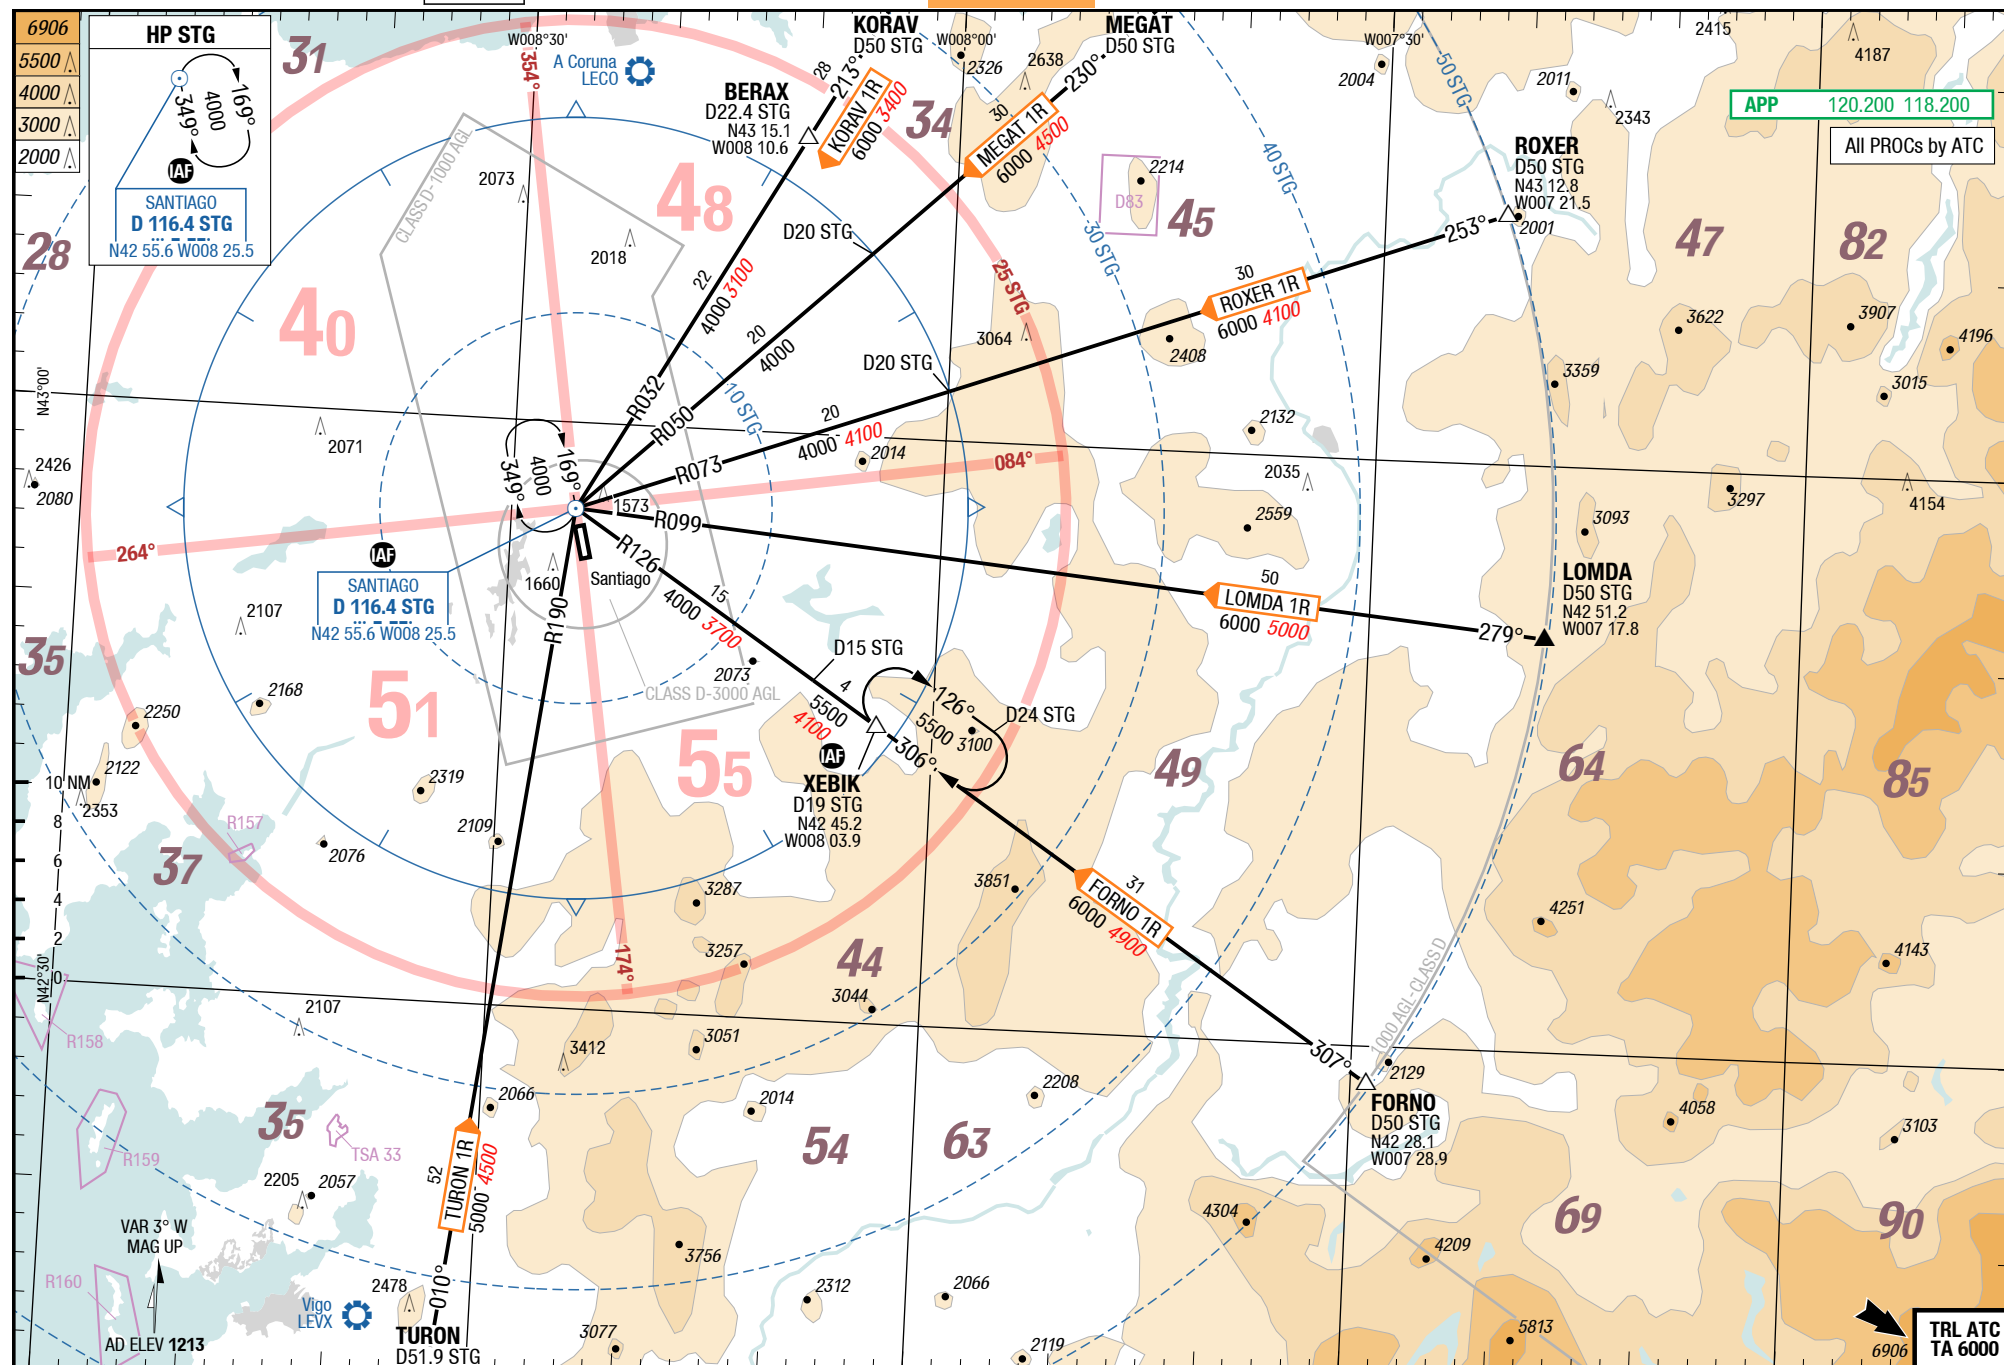 6906
5500
4000
3000
2000
HP STG
169°
4000
349°
IAF
SANTIAGO
D 116.4 STG
N42 55.6 W008 25.5
31
28
W008°30'
354°
A Coruna
LECO
KORAV
D50 STG
W008°00'
MEGAT
D50 STG
W007°30'
50 STG
2415
4187
2326
2638
2004
2011
2343
APP 120.200 118.200
All PROCs by ATC
BERAX
D22.4 STG
N43 15.1
W008 10.6
28
213°
KORAV 1R
6000 3400
34
230°
30
MEGAT 1R
6000 4500
2214
D83
45
40 STG
30 STG
25 STG
ROXER
D50 STG
N43 12.8
W007 21.5
2001
253°
47
82
CLASS D-1000 AGL
2073
2018
48
40
D20 STG
22
4000 3100
20
4000
30
ROXER 1R
6000 4100
3064
2408
3622
3907
4196
3359
3015
D20 STG
N43°00'
R032
R050
10 STG
20
4000 4100
R073
2014
084°
2132
2035
2559
3297
3093
4154
2071
2426
2080
169°
4000
349°
1573
R099
264°
IAF
SANTIAGO
D 116.4 STG
N42 55.6 W008 25.5
1660
Santiago
R126
R190
15
4000 3700
2073
CLASS D-3000 AGL
50
LOMDA 1R
6000 5000
279°
LOMDA
D50 STG
N42 51.2
W007 17.8
2107
35
2168
2250
51
55
D15 STG
4
5500
4100
126°
5500
3100
D24 STG
306°
IAF
XEBIK
D19 STG
N42 45.2
W008 03.9
49
64
85
2122
2353
10 NM
8
6
4
2
0
2319
2109
R157
2076
37
3287
3257
3851
31
FORNO 1R
6000 4900
4251
4143
44
174°
3044
N42°30'
R158
2107
3051
3412
1000 AGL-CLASS D
307°
2129
FORNO
D50 STG
N42 28.1
W007 28.9
2066
2014
2208
4058
3103
R159
35
TSA 33
54
63
2205
2057
52
TURON 1R
5000 4500
4304
69
90
4209
VAR 3° W
MAG UP
R160
3756
2478
010°
2312
2066
Vigo
LEVX
AD ELEV 1213
TURON
D51.9 STG
3077
2119
5813
6906
TRL ATC
TA 6000